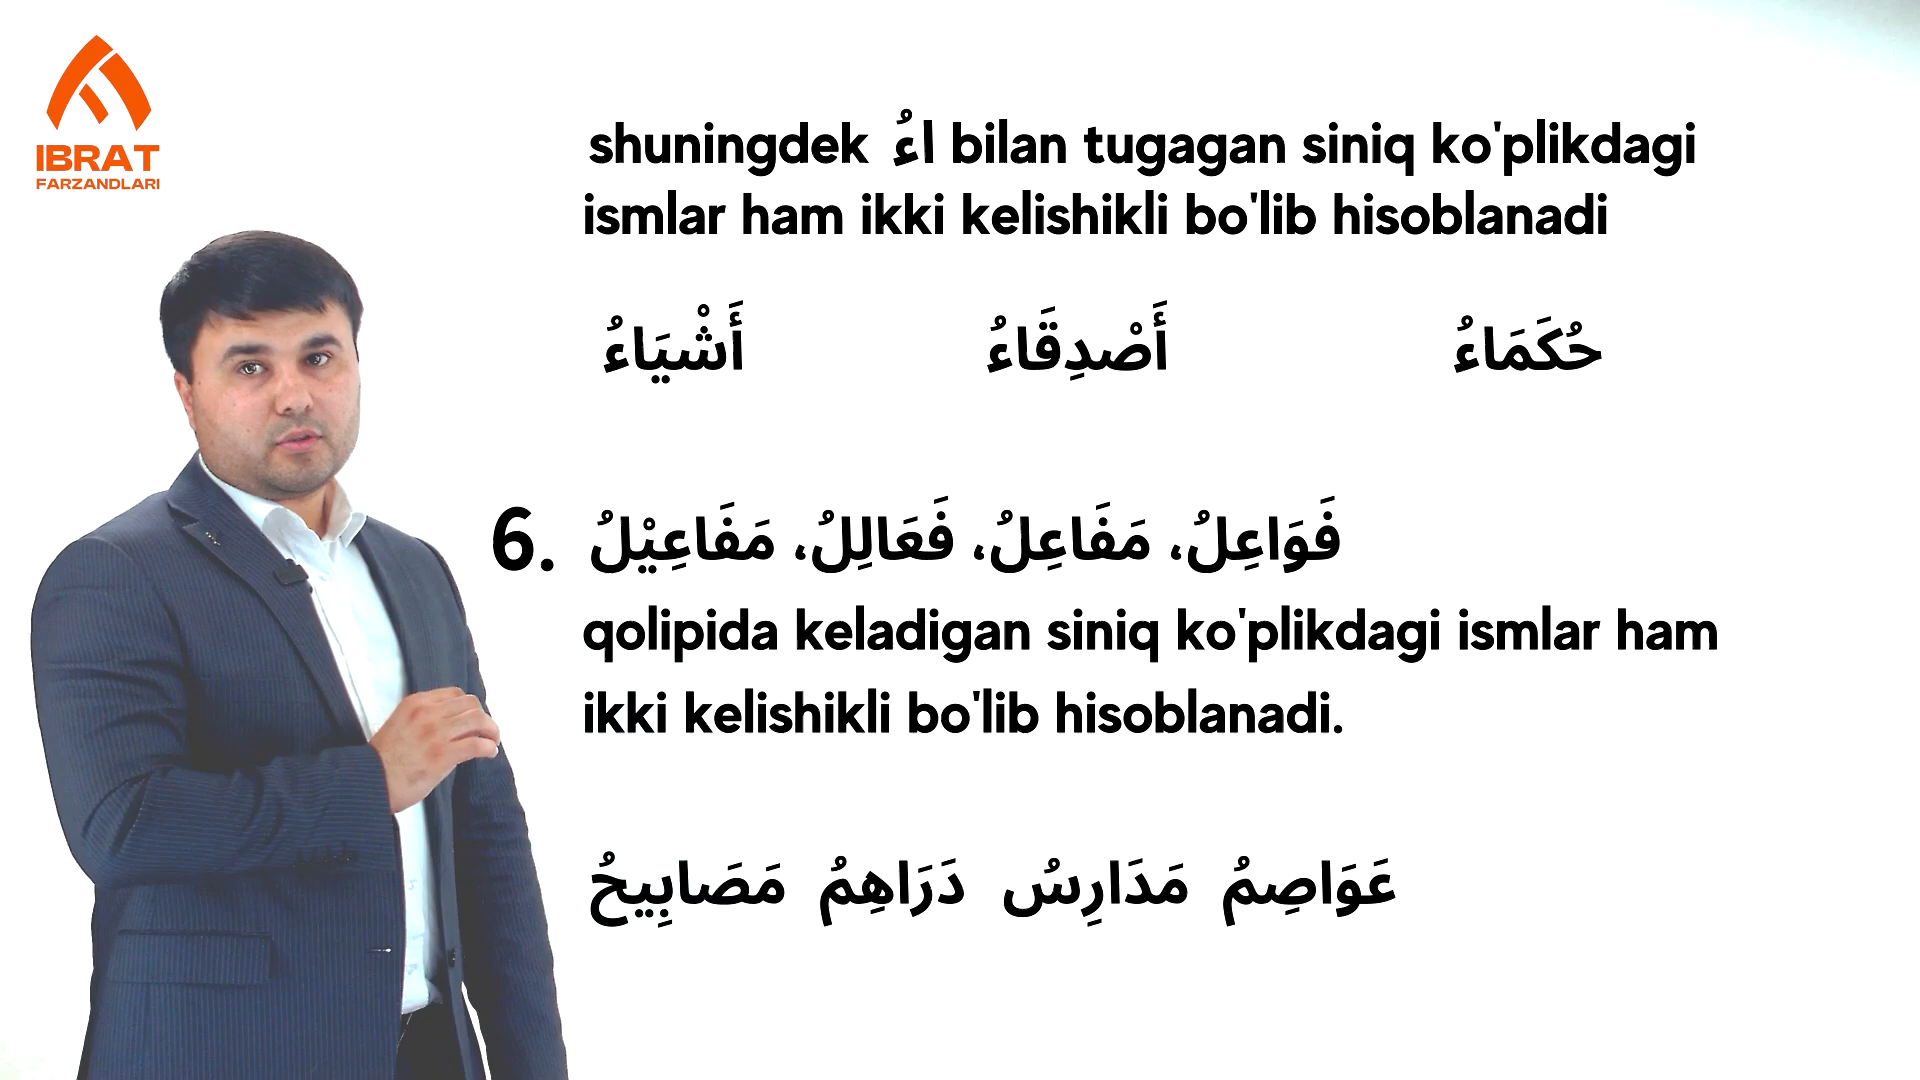 IBRAT
FARZANDLARI
shuningdek اءُ bilan tugagan siniq ko'plikdagi
ismlar ham ikki kelishikli bo'lib hisoblanadi
حُكَمَاءُ أَصْدِقَاءُ أَشْيَاءُ
6. فَوَاعِلُ، مَفَاعِلُ، فَعَالِلُ، مَفَاعِيْلُ
qolipida keladigan siniq ko'plikdagi ismlar ham
ikki kelishikli bo'lib hisoblanadi.
عَوَاصِمُ مَدَارِسُ دَرَاهِمُ مَصَابِيحُ